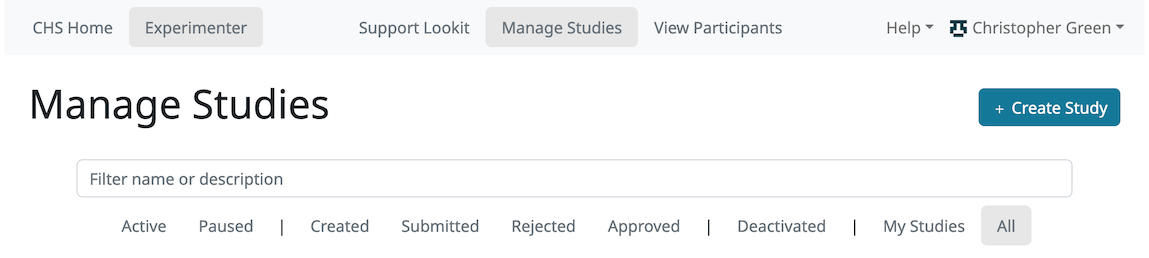 CHS Home Experimenter Support Lookit Manage Studies View Participants Help Christopher Green
Manage Studies
+ Create Study
Filter name or description
Active Paused | Created Submitted Rejected Approved | Deactivated | My Studies All